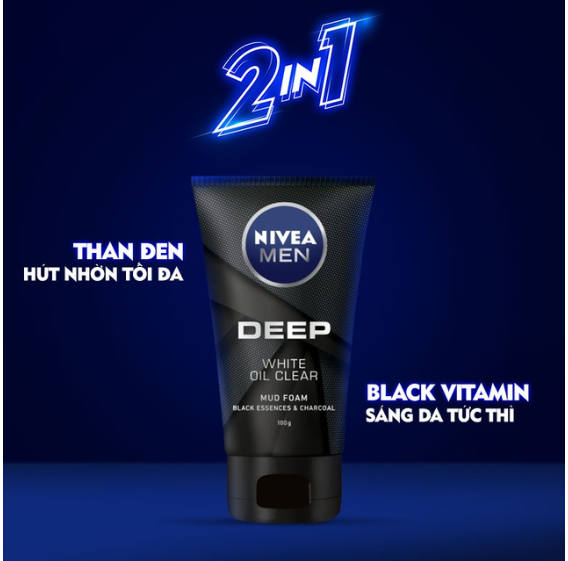 2IN1
THAN ĐEN
HÚT NHỜN TỐI ĐA
NIVEA
MEN
DEEP
WHITE
OIL CLEAR
MUD FOAM
BLACK ESSENCES & CHARCOAL
100g
BLACK VITAMIN
SÁNG DA TỨC THÌ